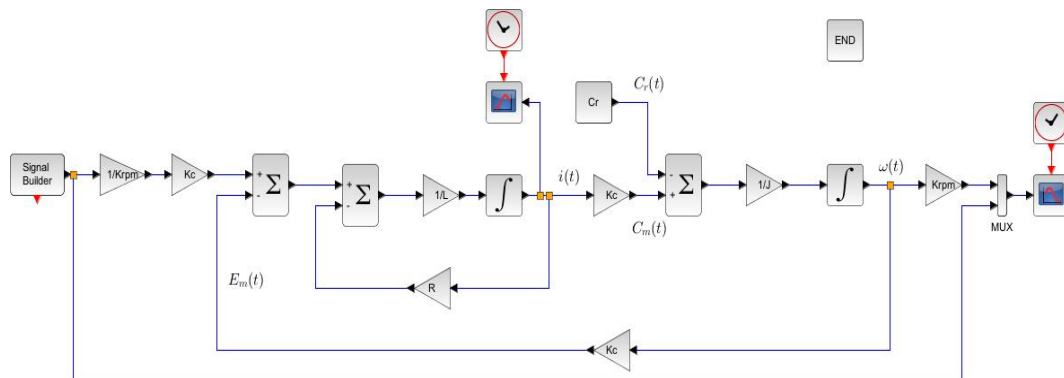 END
C_r(t)
Cr
Signal
Builder
1/Krpm
Kc
+
-
Σ
+
-
Σ
1/L
∫
i(t)
Kc
-
+
Σ
1/J
∫
ω(t)
Krpm
MUX
C_m(t)
E_m(t)
R
Kc